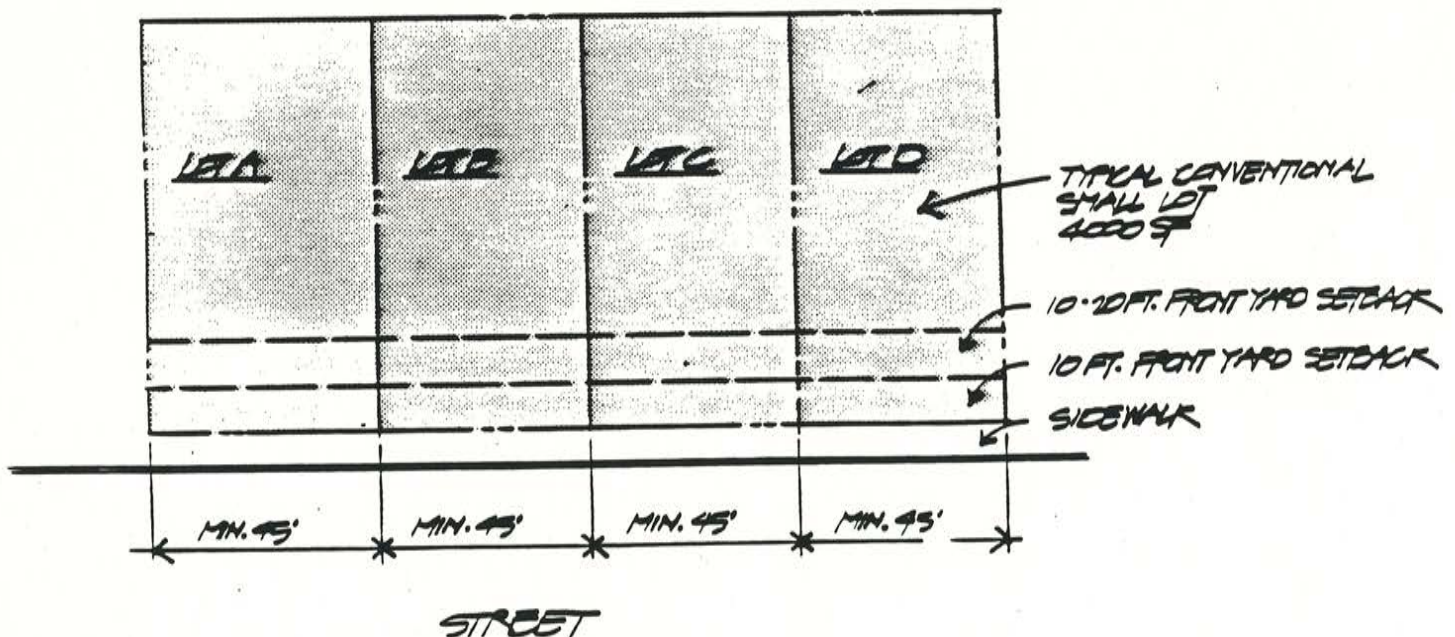 LOT A
LOT B
LOT C
LOT D
TYPICAL CONVENTIONAL
SMALL LOT
4000 SF
10-20 FT. FRONT YARD SETBACK
10 FT. FRONT YARD SETBACK
SIDEWALK
MIN. 45'
MIN. 45'
MIN. 45'
MIN. 45'
STREET